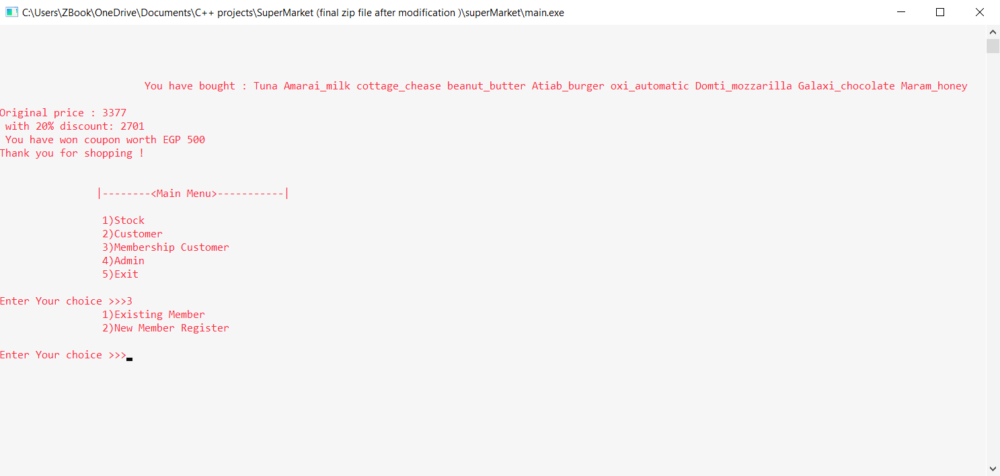 C:\Users\ZBook\OneDrive\Documents\C++ projects\SuperMarket (final zip file after modification )\superMarket\main.exe
You have bought : Tuna Amarai_milk cottage_chease beanut_butter Atiab_burger oxi_automatic Domti_mozzarilla Galaxi_chocolate Maram_honey
Original price : 3377
with 20% discount: 2701
You have won coupon worth EGP 500
Thank you for shopping !
|--------<Main Menu>-----------|
1)Stock
2)Customer
3)Membership Customer
4)Admin
5)Exit
Enter Your choice >>>3
1)Existing Member
2)New Member Register
Enter Your choice >>>